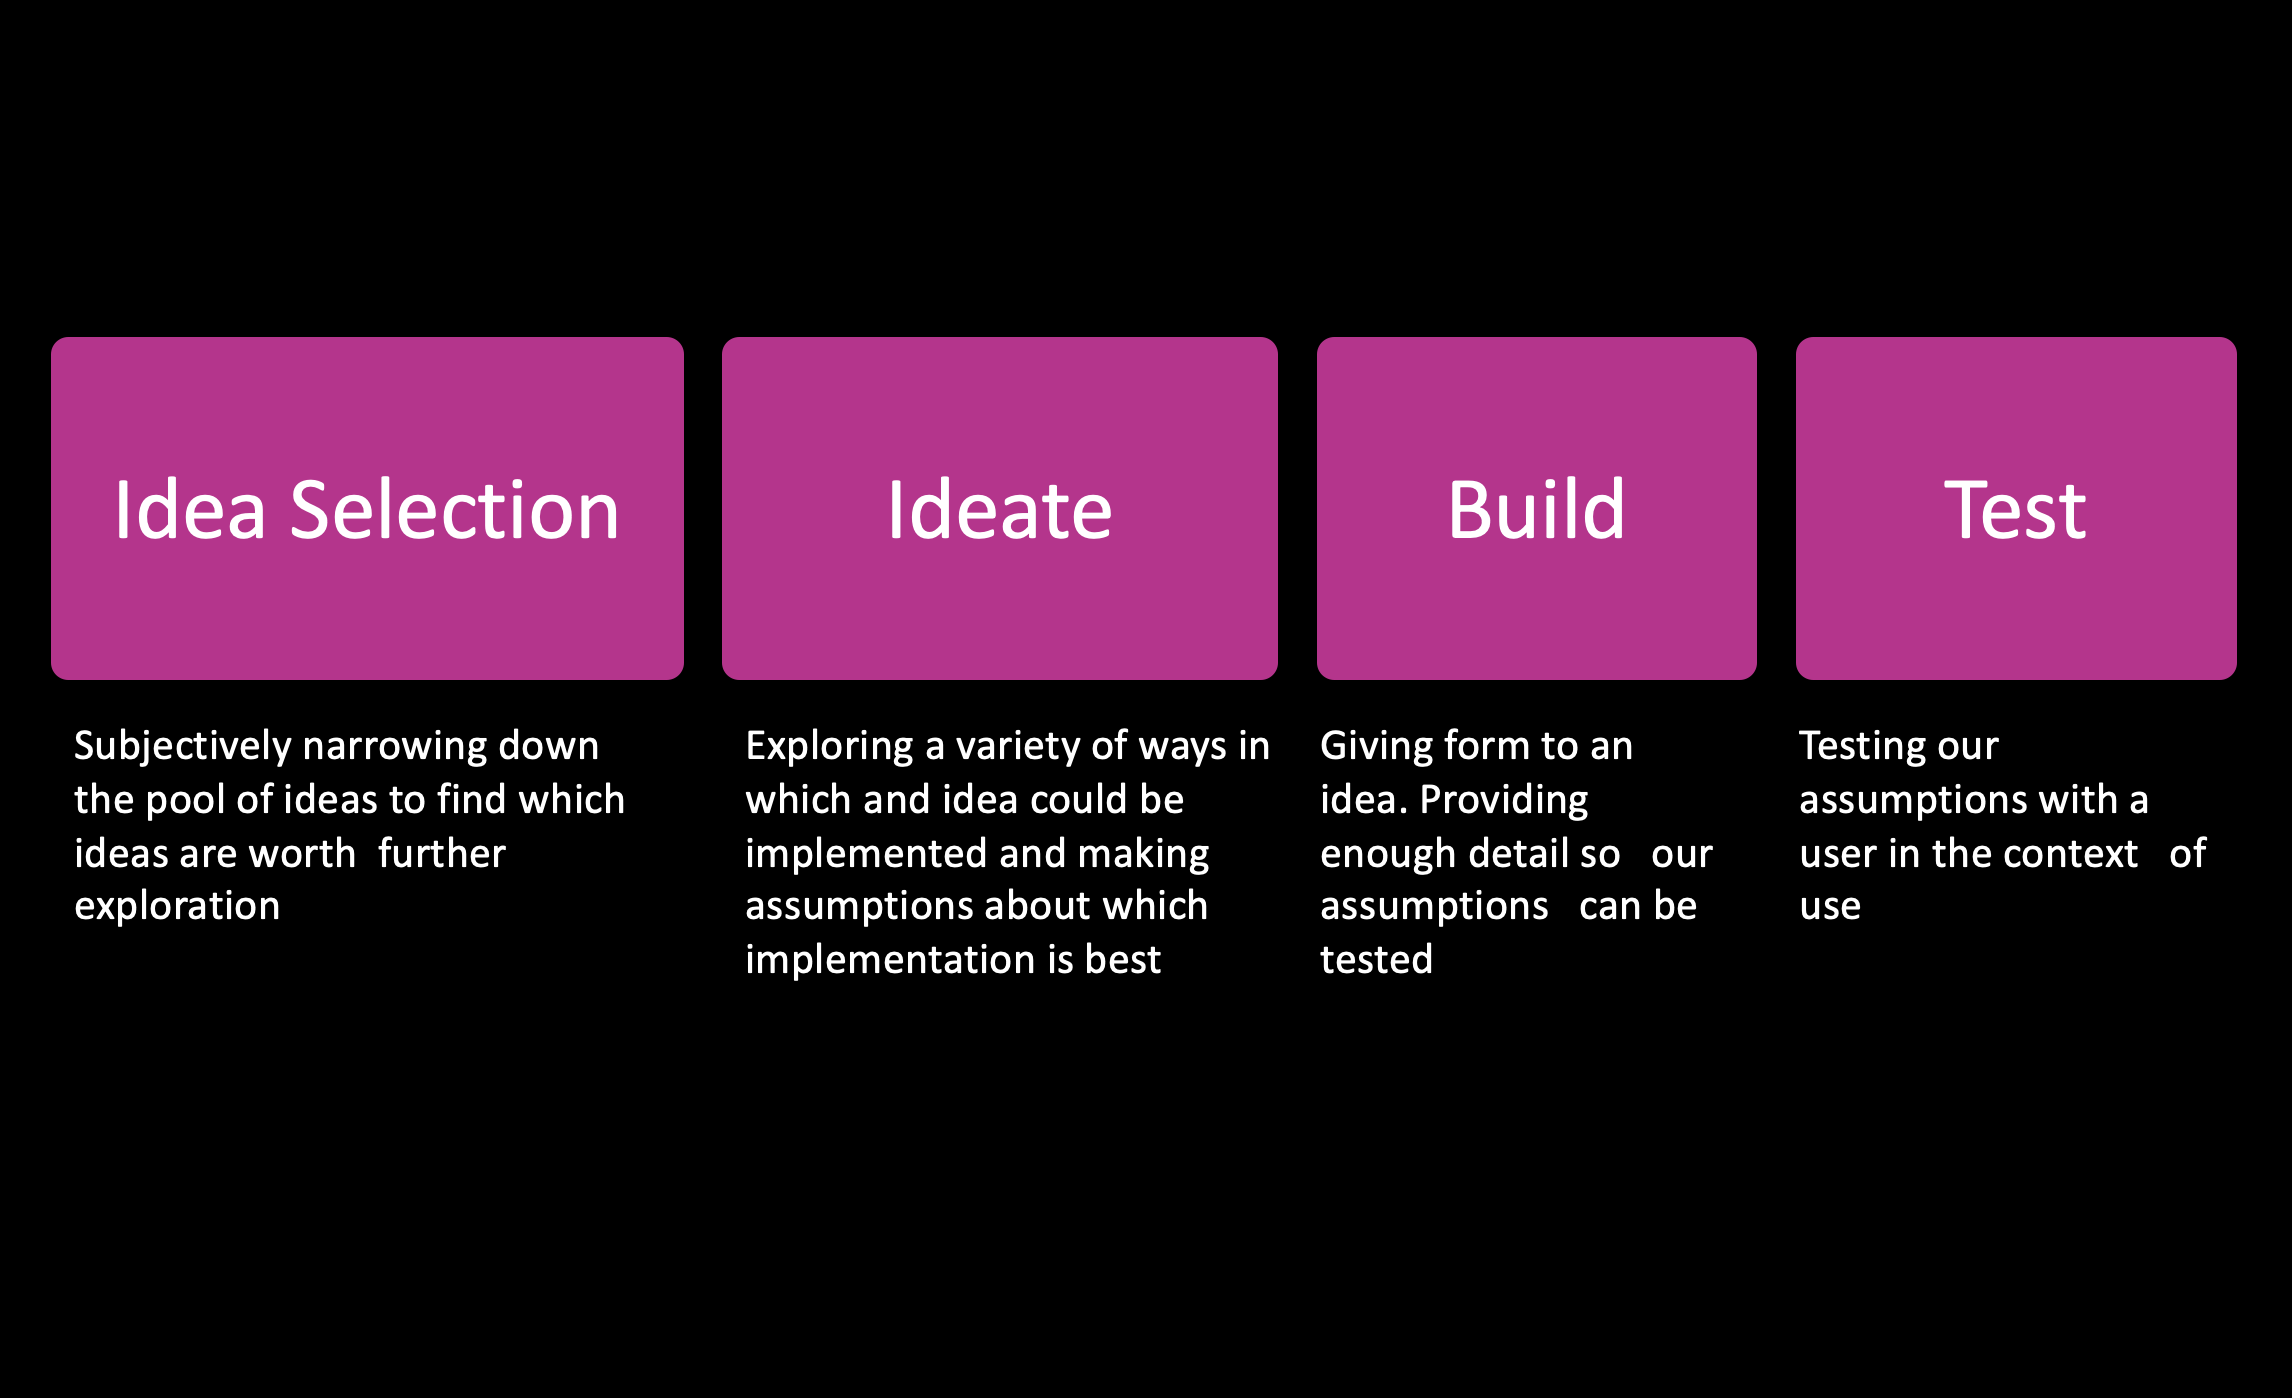 Idea Selection
Subjectively narrowing down
the pool of ideas to find which
ideas are worth  further
exploration
Ideate
Exploring a variety of ways in
which and idea could be
implemented and making
assumptions about which
implementation is best
Build
Giving form to an
idea. Providing
enough detail so   our
assumptions   can be
tested
Test
Testing our
assumptions with a
user in the context   of
use